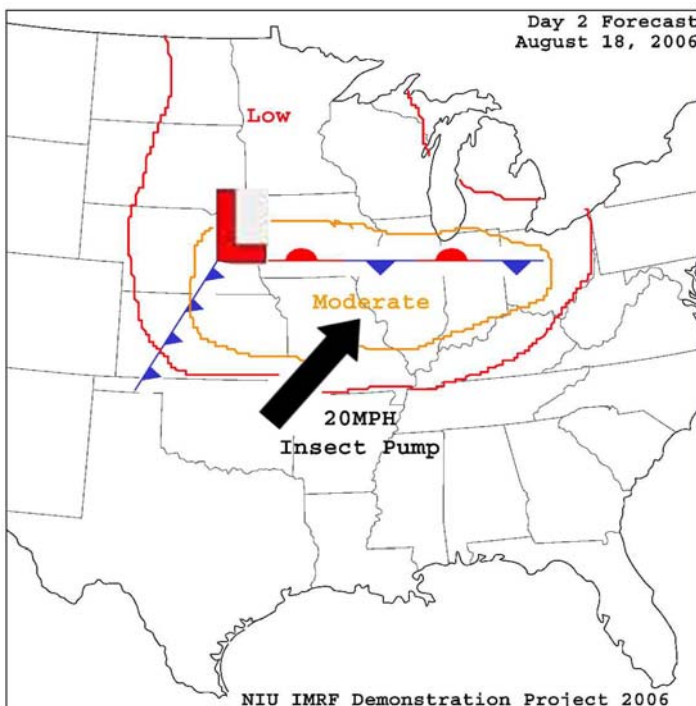 Day 2 Forecast
August 18, 2006
Low
L
Moderate
20MPH
Insect Pump
NIU IMRF Demonstration Project 2006